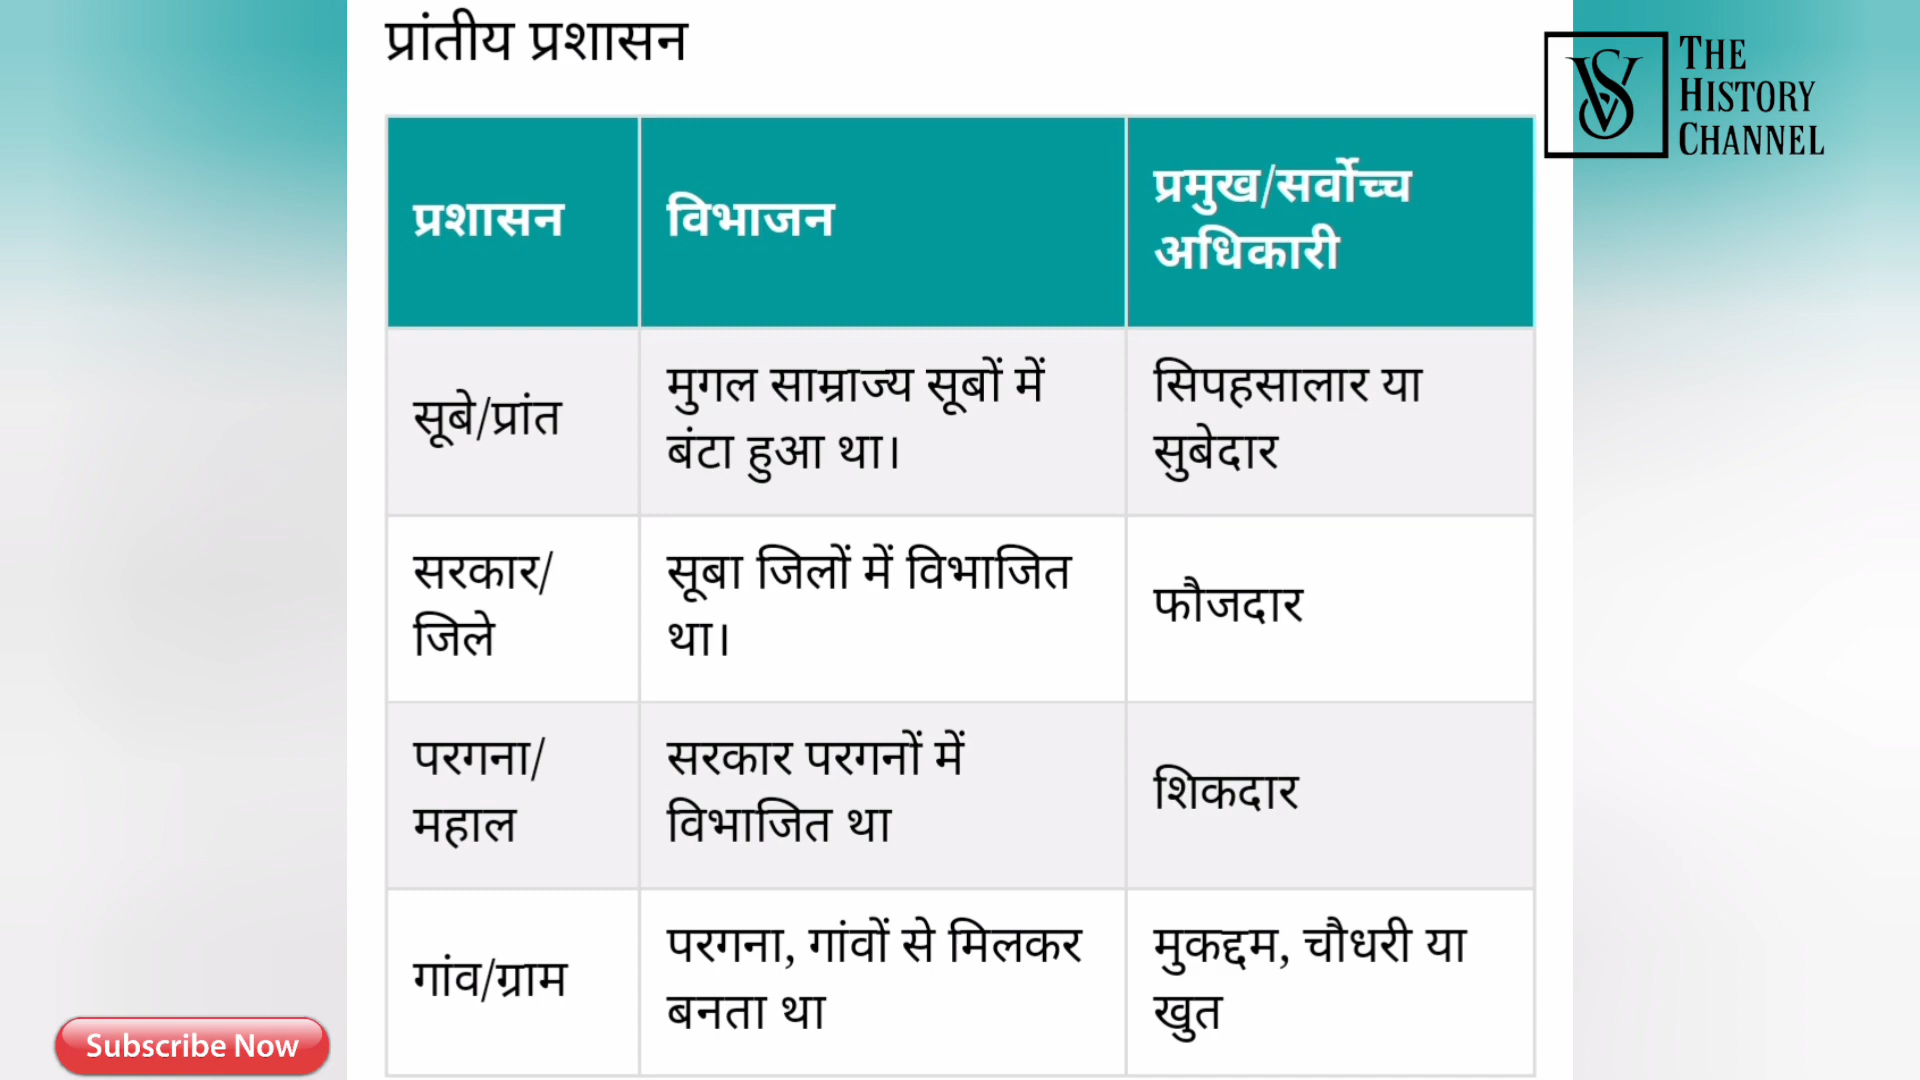 प्रांतीय प्रशासन
THE
HISTORY
CHANNEL
VS
प्रशासन
विभाजन
प्रमुख/सर्वोच्च
अधिकारी
सूबे/प्रांत
मुगल साम्राज्य सूबों में
बंटा हुआ था।
सिपहसालार या
सुबेदार
सरकार/
जिले
सूबा जिलों में विभाजित
था।
फौजदार
परगना/
महाल
सरकार परगनों में
विभाजित था
शिकदार
गांव/ग्राम
परगना, गांवों से मिलकर
बनता था
मुकद्दम, चौधरी या
खुत
Subscribe Now